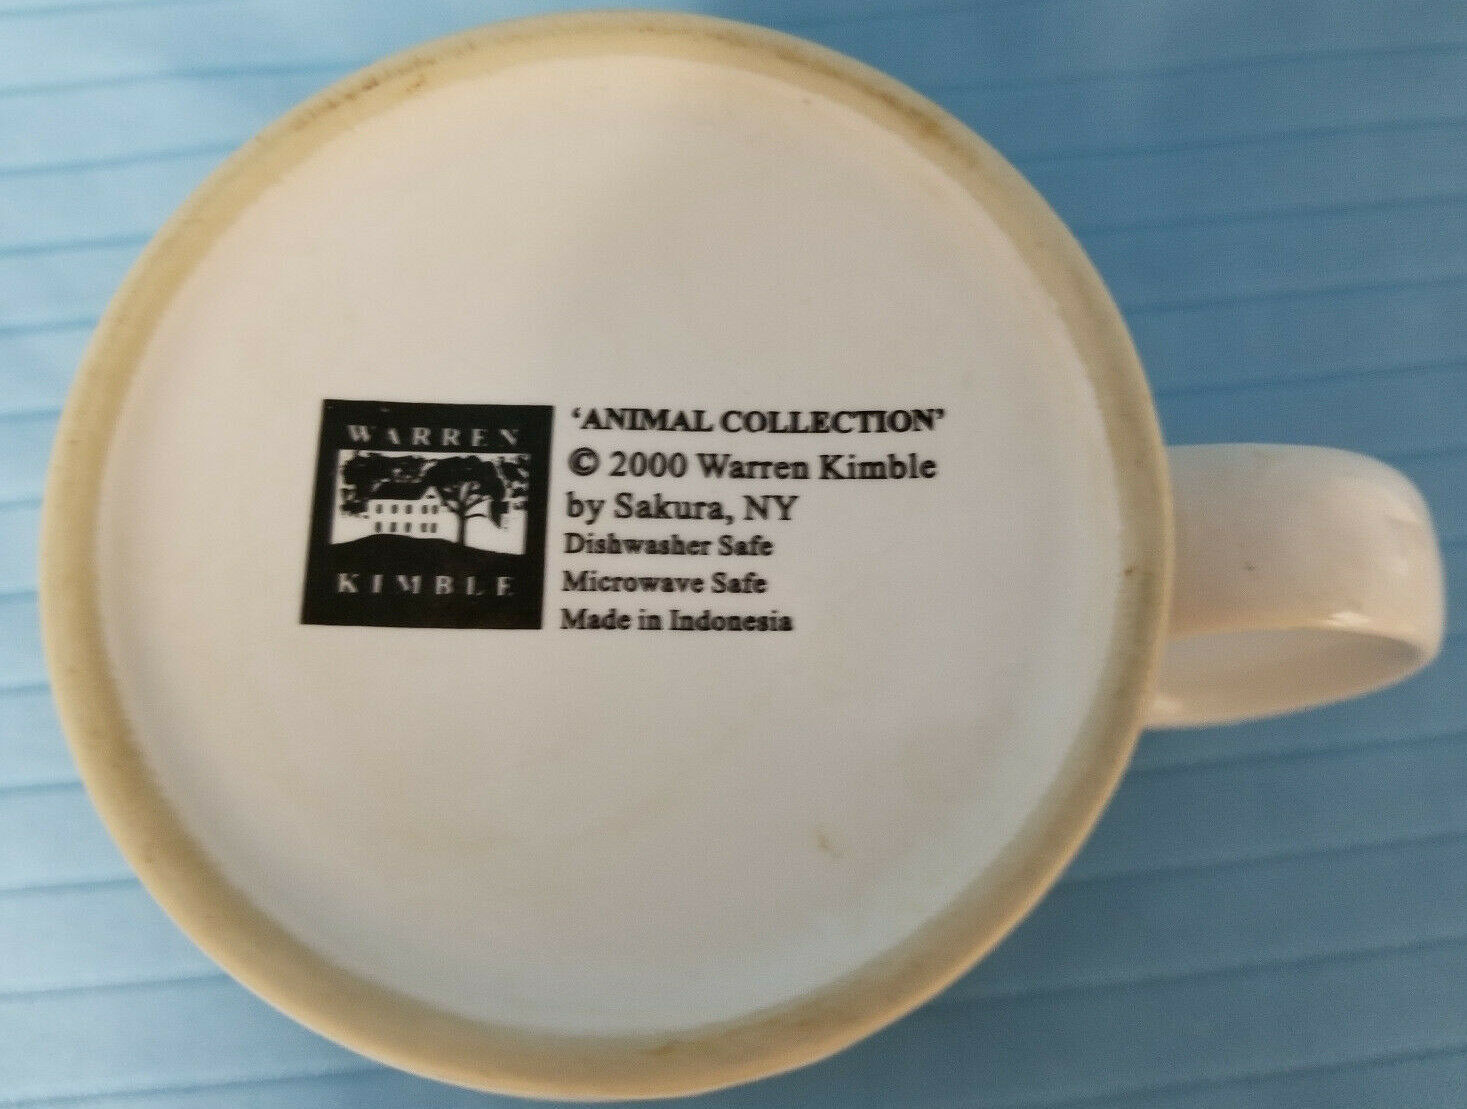 WARREN
KIMBLE
‘ANIMAL COLLECTION’
© 2000 Warren Kimble
by Sakura, NY
Dishwasher Safe
Microwave Safe
Made in Indonesia